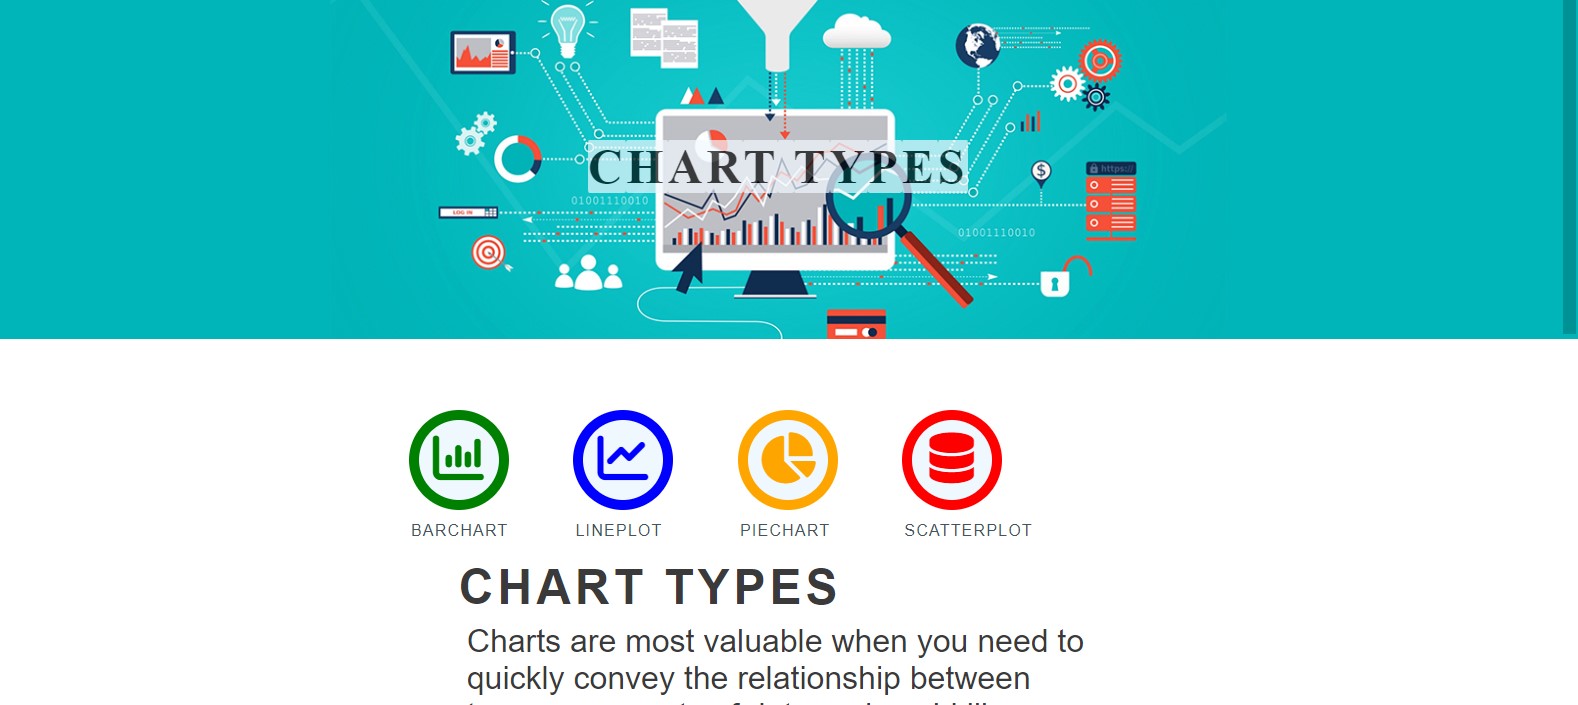 https://
CHART TYPES
01001110010
LOG IN
$
01001110010
BARCHART
LINEPLOT
PIECHART
SCATTERPLOT
CHART TYPES
Charts are most valuable when you need to
quickly convey the relationship between